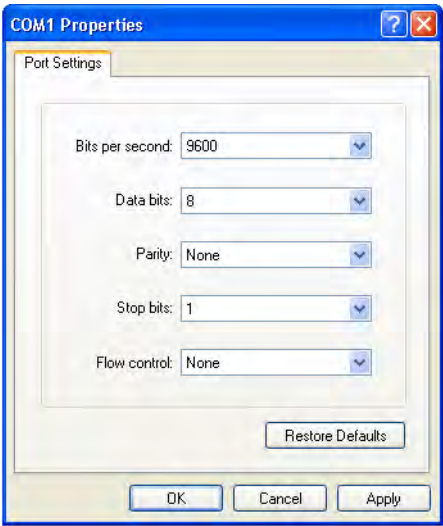 COM1 Properties
Port Settings
Bits per second: 9600
Data bits: 8
Parity: None
Stop bits: 1
Flow control: None
Restore Defaults
OK Cancel Apply